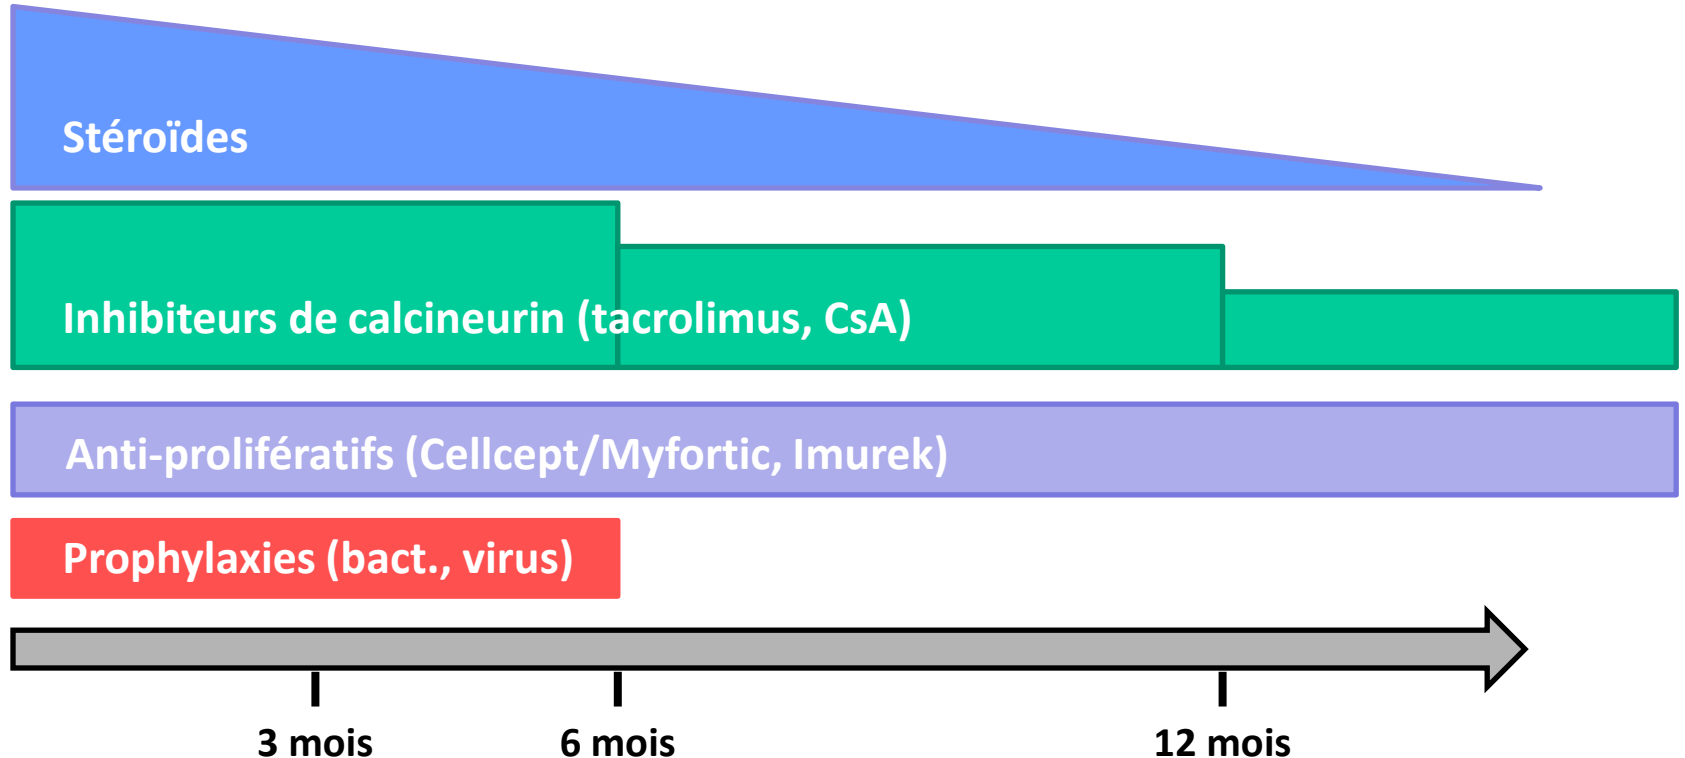 Stéroïdes
Inhibiteurs de calcineurin (tacrolimus, CsA)
Anti-prolifératifs (Cellcept/Myfortic, Imurek)
Prophylaxies (bact., virus)
3 mois 6 mois 12 mois